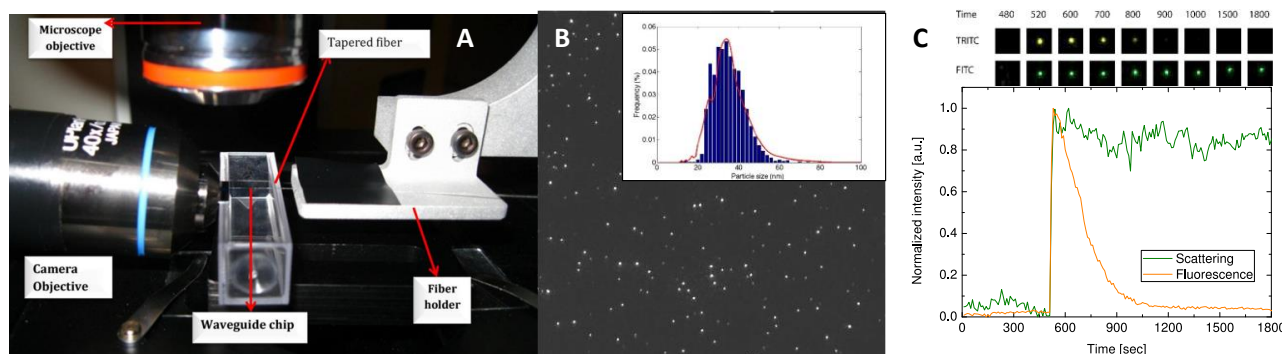 Microscope
objective
Tapered fiber
A
40x/
JAPA
Camera
Objective
Waveguide chip
Fiber
holder
B
0.06
0.05
0.04
0.03
0.02
0.01
0
Frequency (%)
0 20 40 60 80 100
Particle size (nm)
C
Time 480 520 600 700 800 900 1000 1500 1800
TRITC
FITC
Normalized intensity [a.u.]
1.0
0.8
0.6
0.4
0.2
0.0
Scattering
Fluorescence
0 300 600 900 1200 1500 1800
Time [sec]